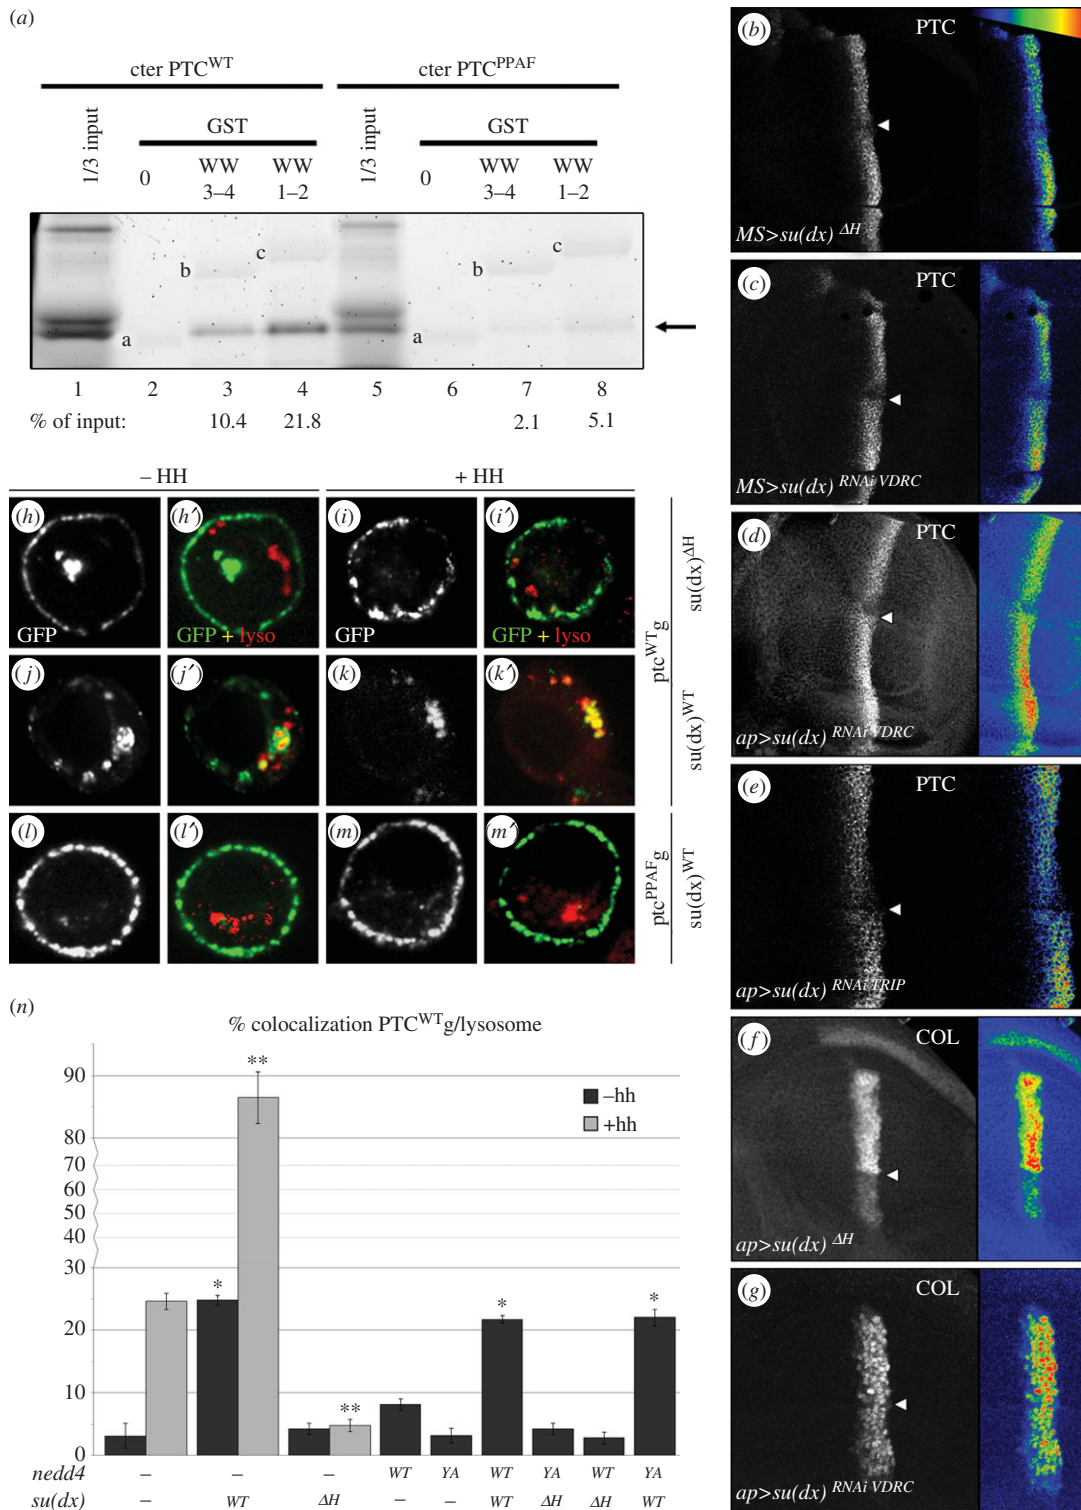 (a)
cter PTC^WT cter PTC^PPAF
1/3 input GST 1/3 input GST
0 WW 3–4 WW 1–2 0 WW 3–4 WW 1–2
b c b c
a a
1 2 3 4 5 6 7 8
% of input: 10.4 21.8 2.1 5.1
(b) PTC
MS>su(dx)^ΔH
(c) PTC
MS>su(dx)^RNAi VDRC
(d) PTC
ap>su(dx)^RNAi VDRC
(e) PTC
ap>su(dx)^RNAi TRIP
(f) COL
ap>su(dx)^ΔH
(g) COL
ap>su(dx)^RNAi VDRC
– HH + HH
(h) (h′) (i) (i′)
GFP GFP + lyso GFP GFP + lyso
su(dx)^ΔH
(j) (j′) (k) (k′)
ptc^WT g
su(dx)^WT
(l) (l′) (m) (m′)
ptc^PPAF g
su(dx)^WT
(n)
% colocalization PTC^WT g/lysosome
90
80
70
60
50
40
30
20
10
0
–hh
+hh
** * ** * *
nedd4 – – – WT YA WT YA WT YA
su(dx) – WT ΔH – – WT ΔH ΔH WT